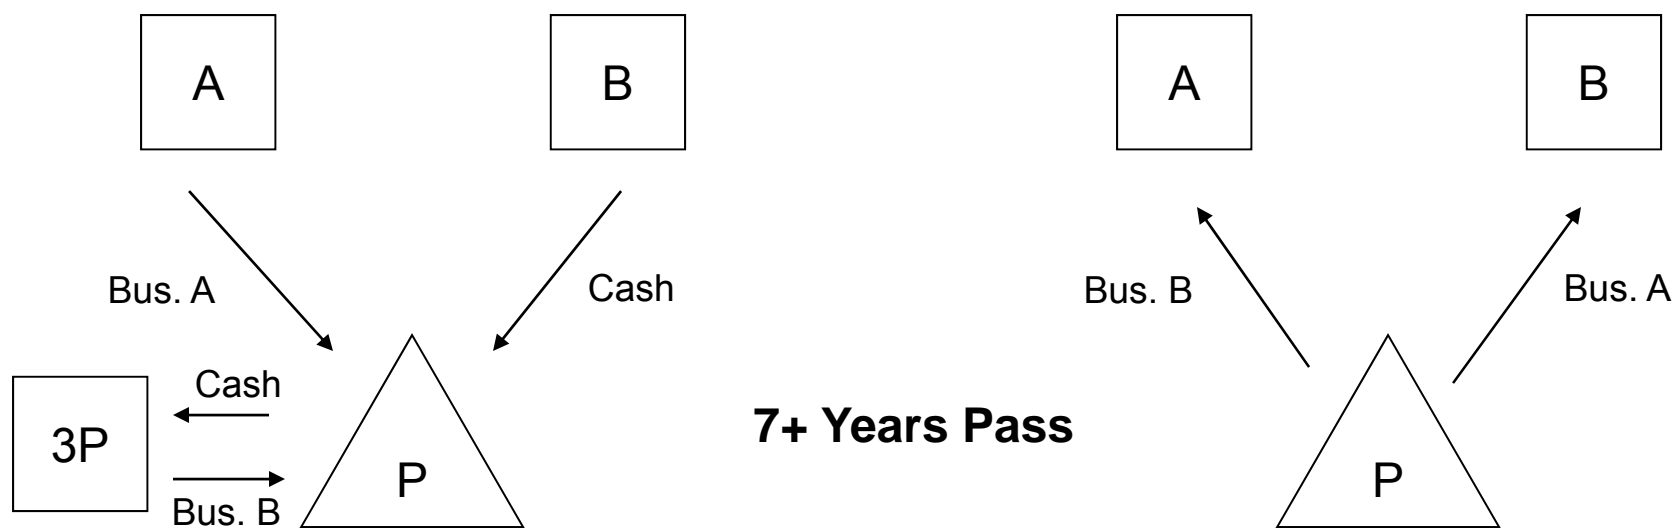 A
B
A
B
Bus. A
Cash
Bus. B
Bus. A
Cash
3P
7+ Years Pass
P
P
Bus. B